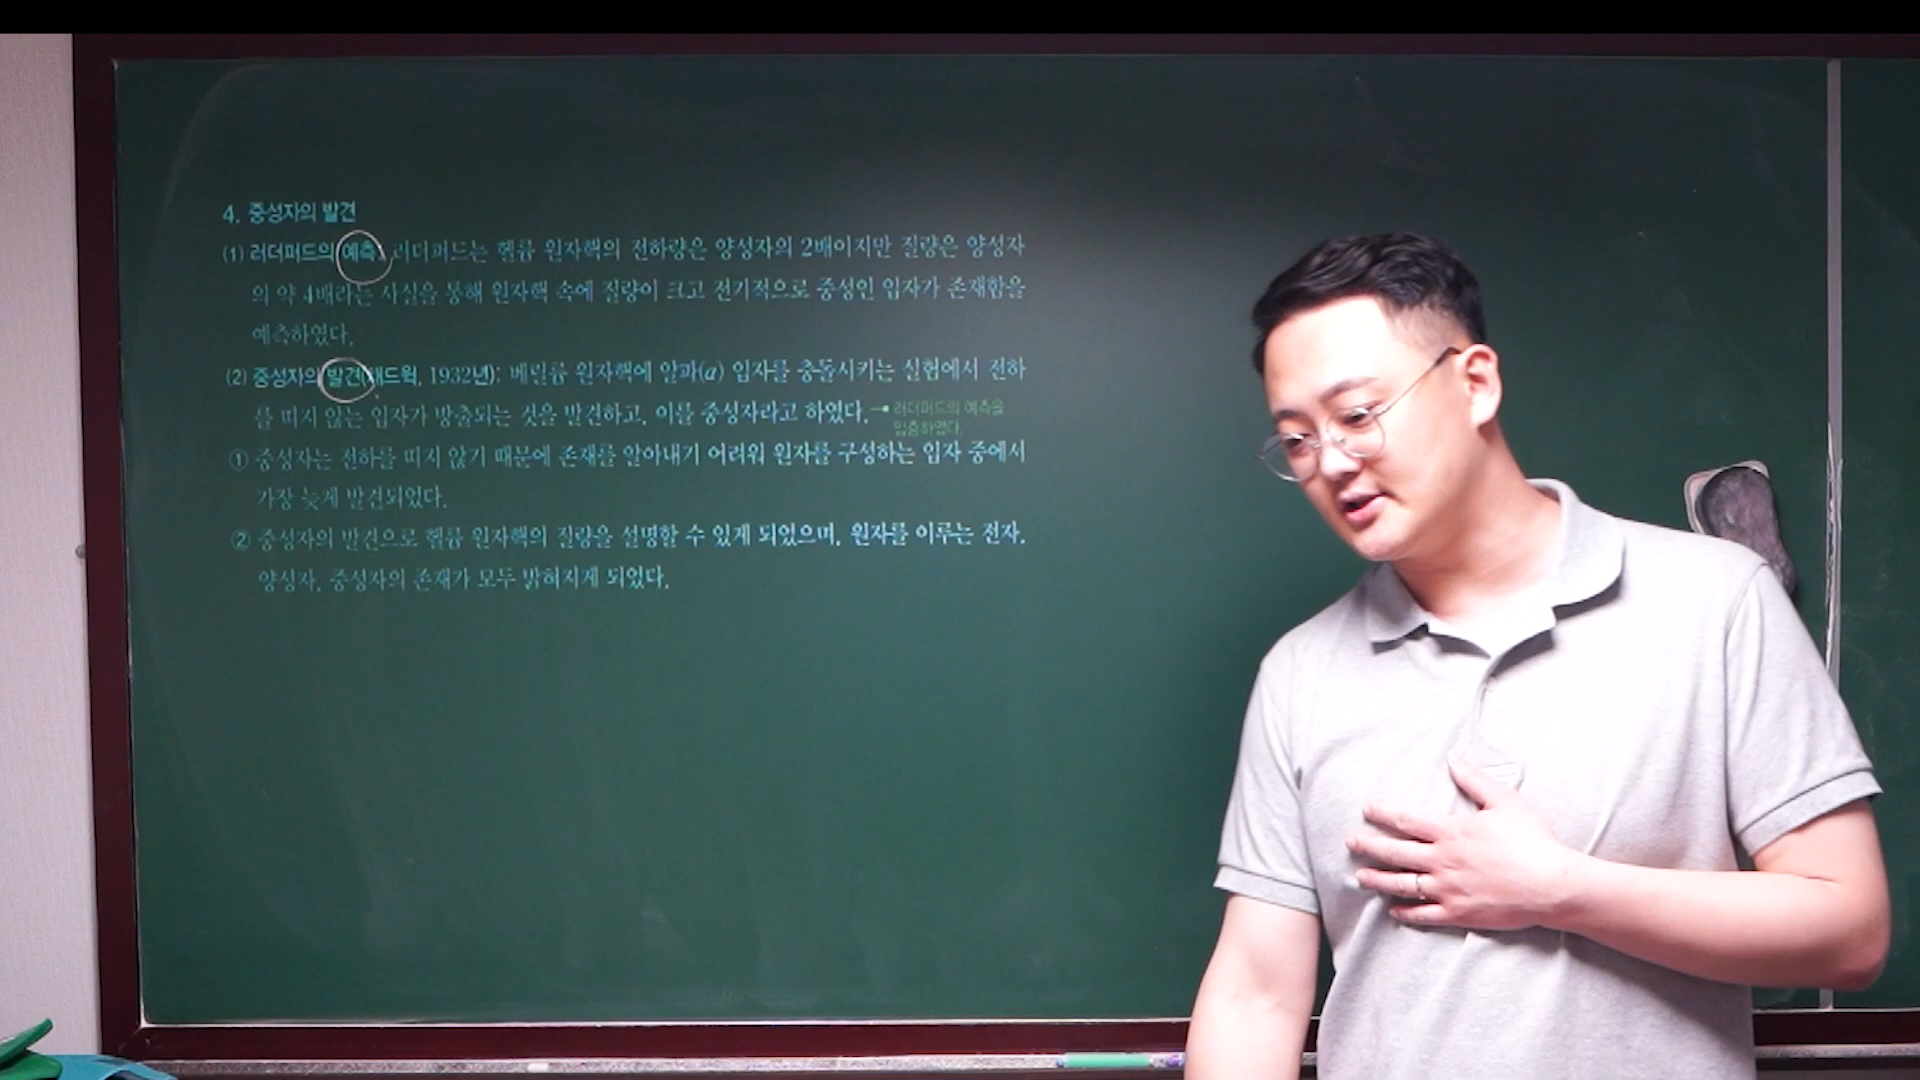 4. 중성자의 발견
(1) 러더퍼드의 예측: 러더퍼드는 헬륨 원자핵의 전하량은 양성자의 2배이지만 질량은 양성자
의 약 4배라는 사실을 통해 원자핵 속에 질량이 크고 전기적으로 중성인 입자가 존재함을
예측하였다.
(2) 중성자의 발견(채드윅, 1932년): 베릴륨 원자핵에 알파(α) 입자를 충돌시키는 실험에서 전하
를 띠지 않는 입자가 방출되는 것을 발견하고, 이를 중성자라고 하였다. → 러더퍼드의 예측을
입증하였다.
① 중성자는 전하를 띠지 않기 때문에 존재를 알아내기 어려워 원자를 구성하는 입자 중에서
가장 늦게 발견되었다.
② 중성자의 발견으로 헬륨 원자핵의 질량을 설명할 수 있게 되었으며, 원자를 이루는 전자,
양성자, 중성자의 존재가 모두 밝혀지게 되었다.